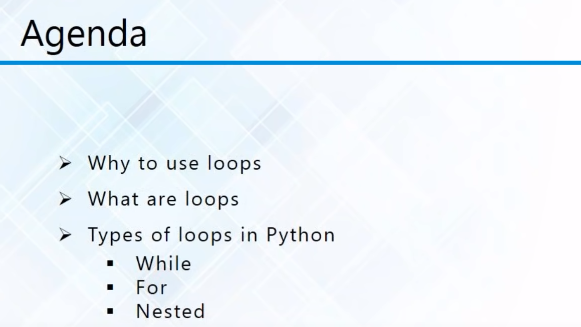 Agenda
➢ Why to use loops
➢ What are loops
➢ Types of loops in Python
▪ While
▪ For
▪ Nested